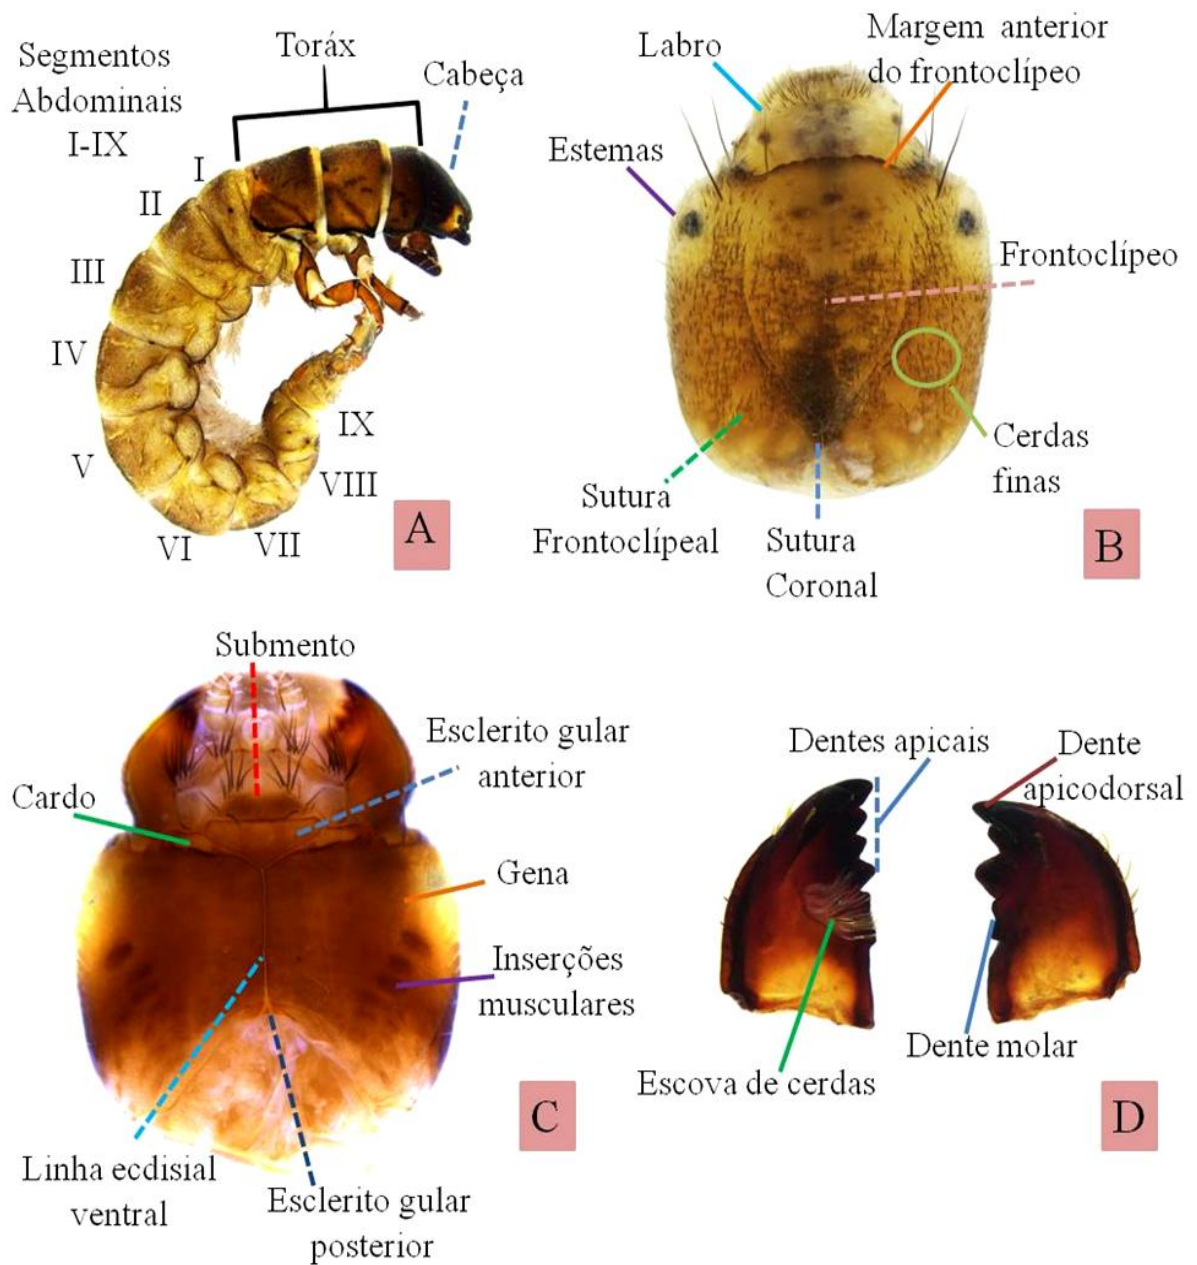 Segmentos
Abdominais
I-IX
Toráx
Cabeça
I
II
III
IV
V
VI
VII
VIII
IX
A
Labro
Margem anterior
do frontoclípeo
Estemas
Frontoclípeo
Cerdas
finas
Sutura
Frontoclípeal
Sutura
Coronal
B
Submento
Esclerito gular
anterior
Cardo
Gena
Inserções
musculares
Linha ecdisial
ventral
Esclerito gular
posterior
C
Dentes apicais
Dente
apicodorsal
Dente molar
Escova de cerdas
D